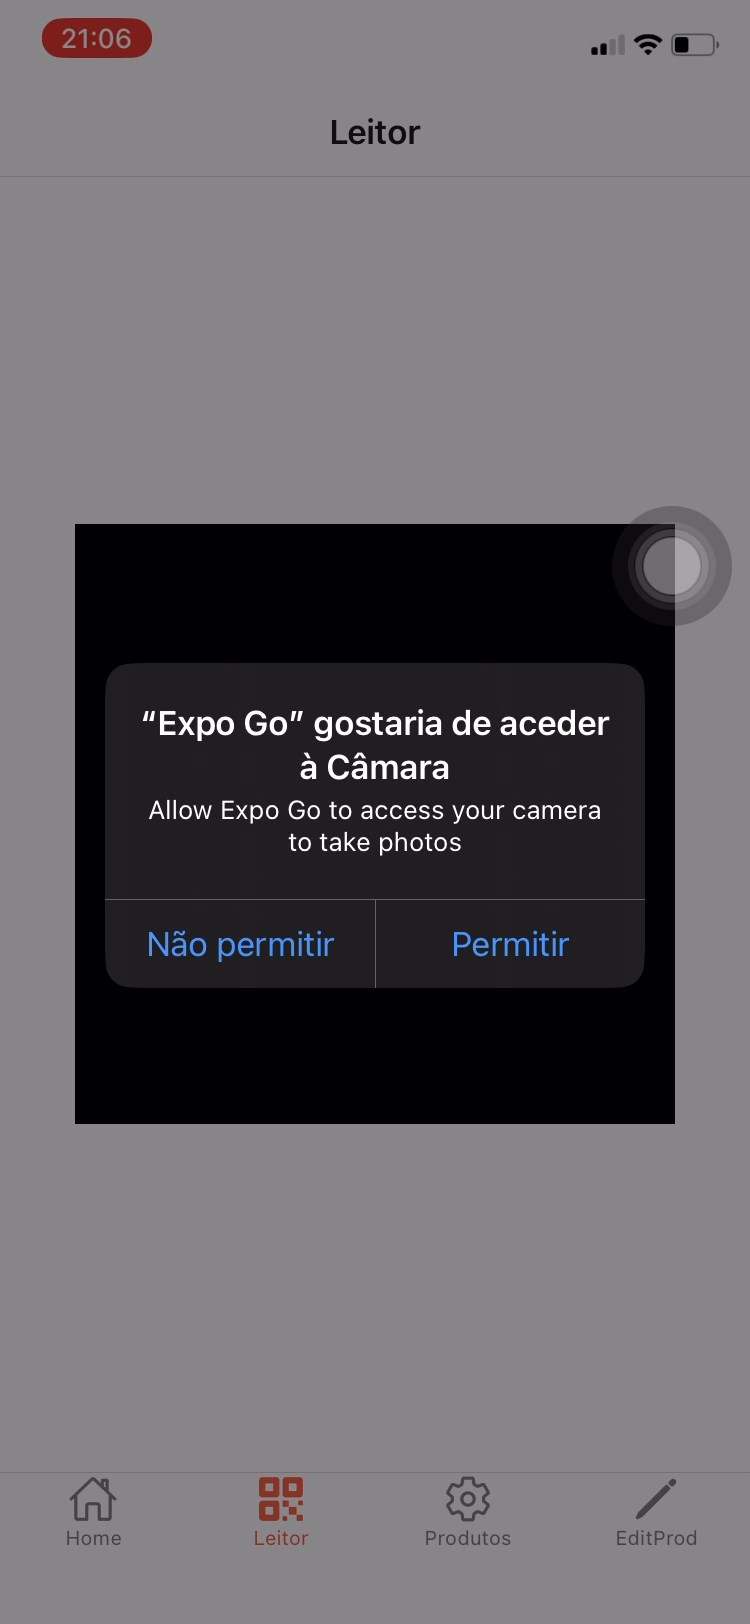 21:06
Leitor
“Expo Go” gostaria de aceder
à Câmara
Allow Expo Go to access your camera
to take photos
Não permitir
Permitir
Home
Leitor
Produtos
EditProd